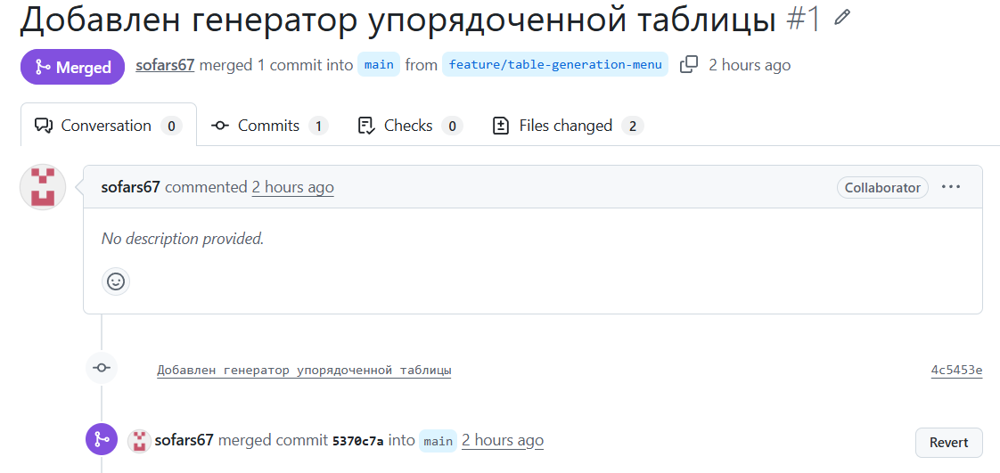 Добавлен генератор упорядоченной таблицы #1
Merged sofars67 merged 1 commit into main from feature/table-generation-menu 2 hours ago
Conversation 0 Commits 1 Checks 0 Files changed 2
sofars67 commented 2 hours ago Collaborator
No description provided.
Добавлен генератор упорядоченной таблицы 4c5453e
sofars67 merged commit 5370c7a into main 2 hours ago Revert